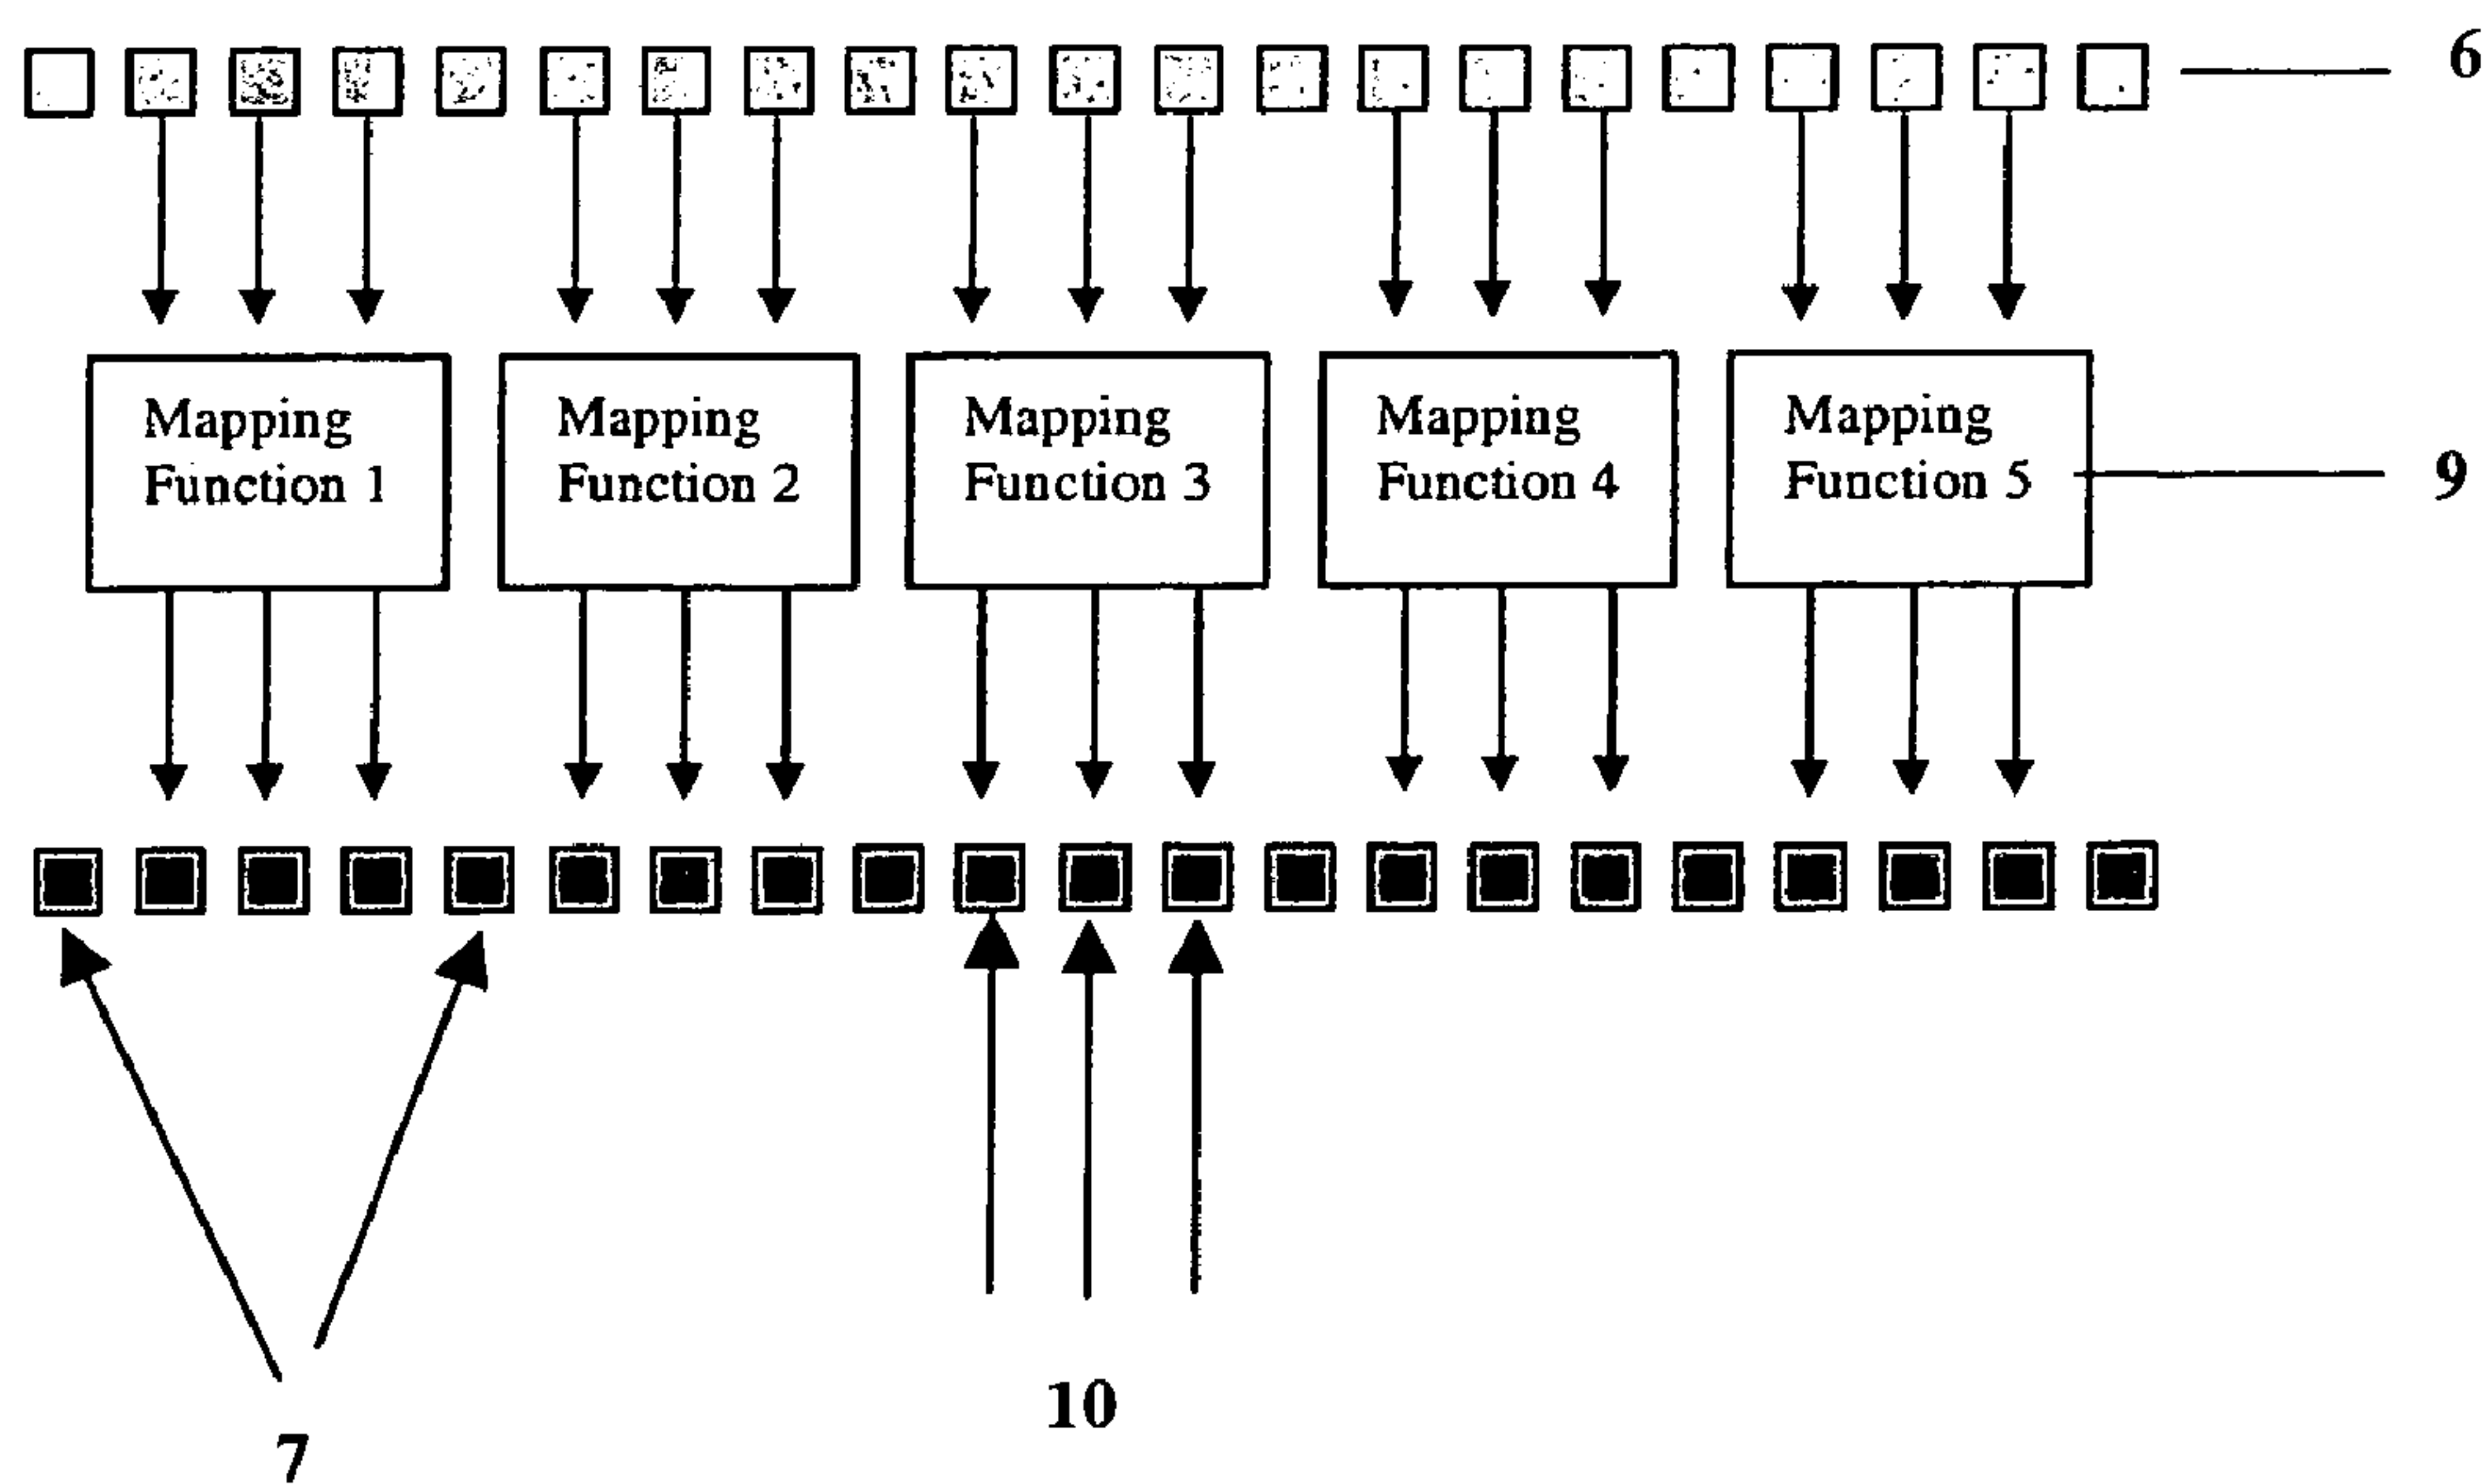 6
Mapping
Function 1
Mapping
Function 2
Mapping
Function 3
Mapping
Function 4
Mapping
Function 5
9
10
7